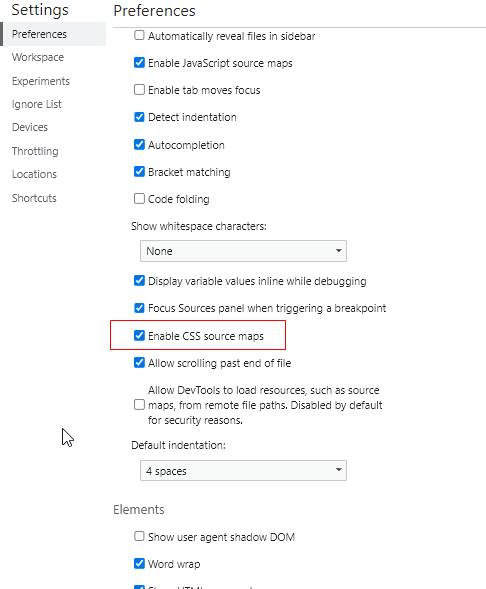 Settings
Preferences
Workspace
Experiments
Ignore List
Devices
Throttling
Locations
Shortcuts
Preferences
Automatically reveal files in sidebar
Enable JavaScript source maps
Enable tab moves focus
Detect indentation
Autocompletion
Bracket matching
Code folding
Show whitespace characters:
None
Display variable values inline while debugging
Focus Sources panel when triggering a breakpoint
Enable CSS source maps
Allow scrolling past end of file
Allow DevTools to load resources, such as source
maps, from remote file paths. Disabled by default
for security reasons.
Default indentation:
4 spaces
Elements
Show user agent shadow DOM
Word wrap